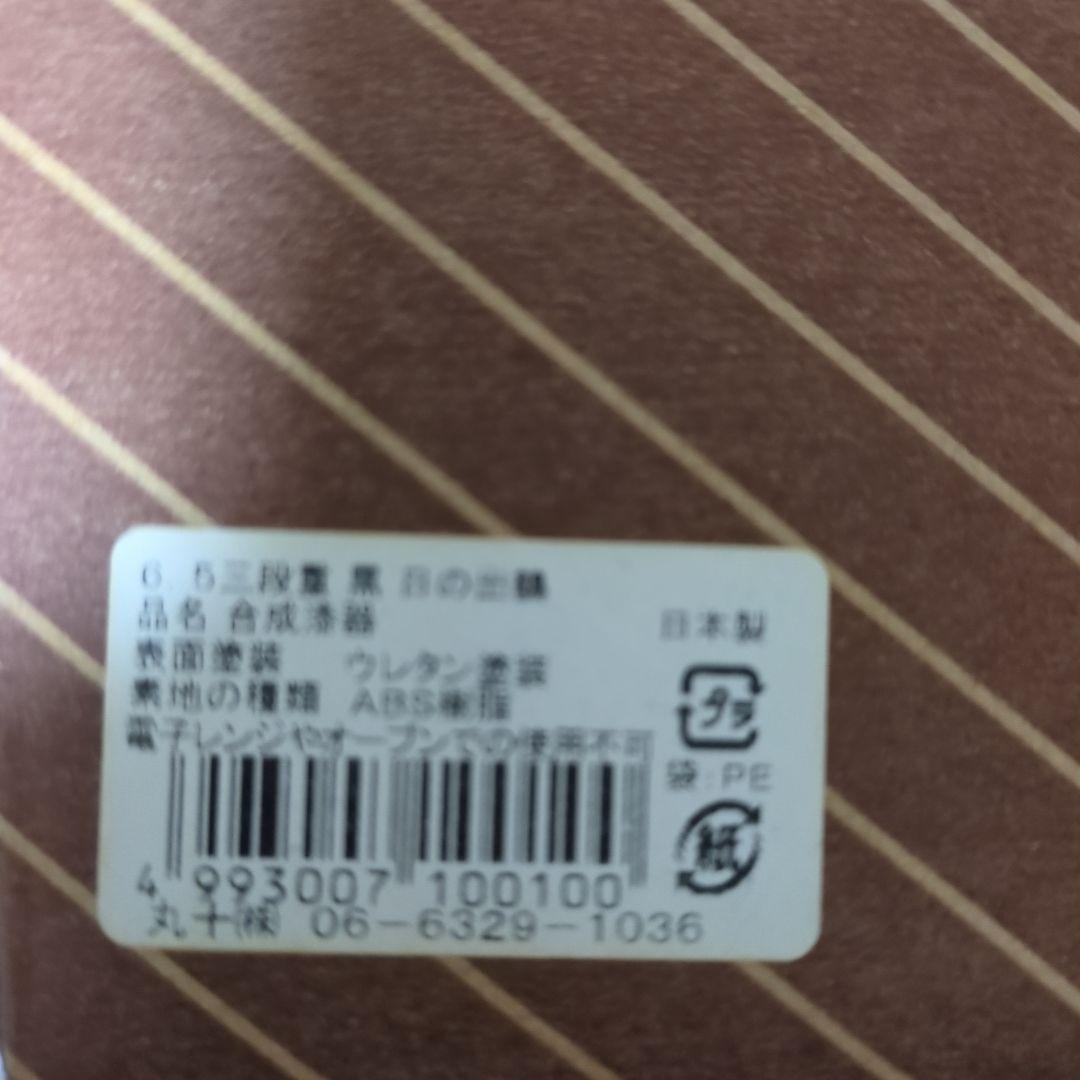 6.5三段重 黒 日の出鶴
品名 合成漆器
表面塗装 ウレタン塗装
素地の種類 ABS樹脂
電子レンジやオーブンでの使用不可
4 993007 100100
丸十㈱ 06-6329-1036
日本製
プラ
袋:PE
紙